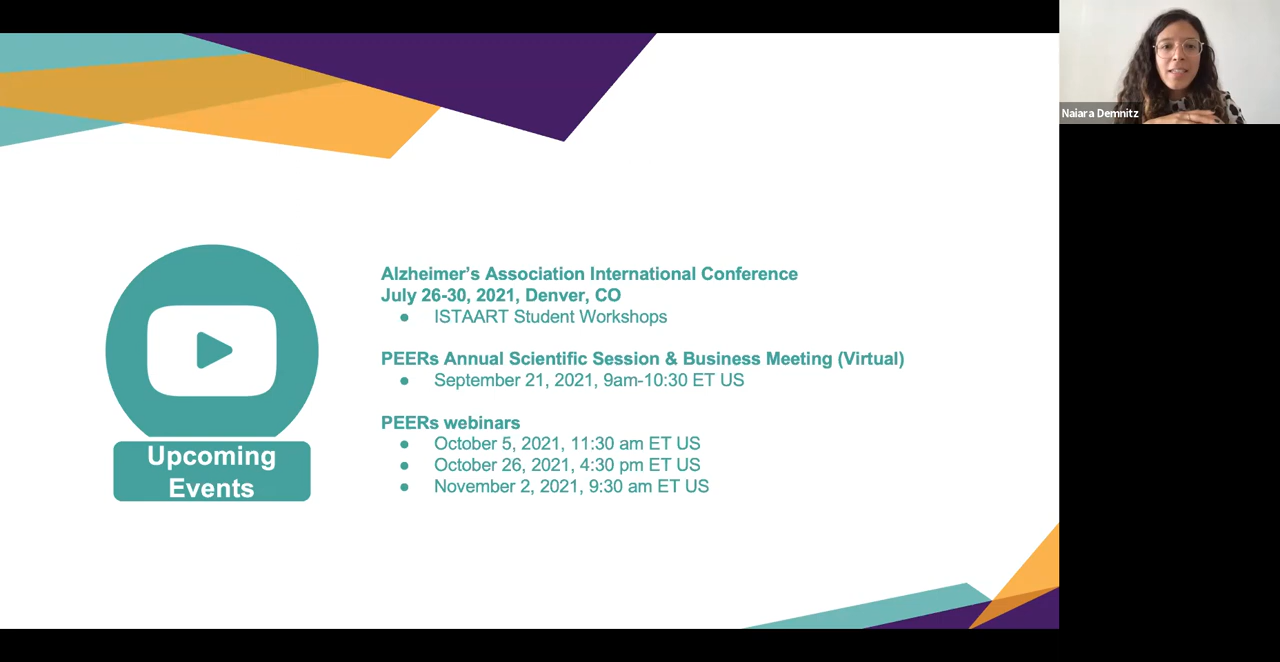 Naiara Demnitz
Alzheimer’s Association International Conference
July 26-30, 2021, Denver, CO
● ISTAART Student Workshops
PEERs Annual Scientific Session & Business Meeting (Virtual)
● September 21, 2021, 9am-10:30 ET US
PEERs webinars
● October 5, 2021, 11:30 am ET US
● October 26, 2021, 4:30 pm ET US
● November 2, 2021, 9:30 am ET US
Upcoming
Events